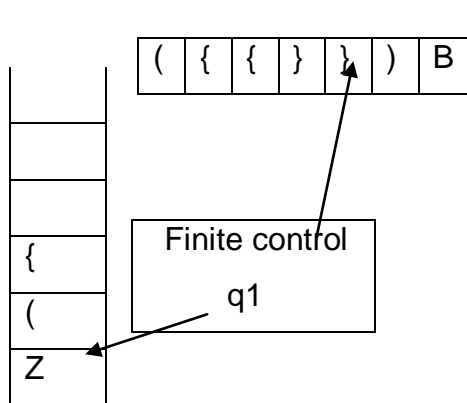 ( { { } } ) B
Finite control
q1
{
(
Z